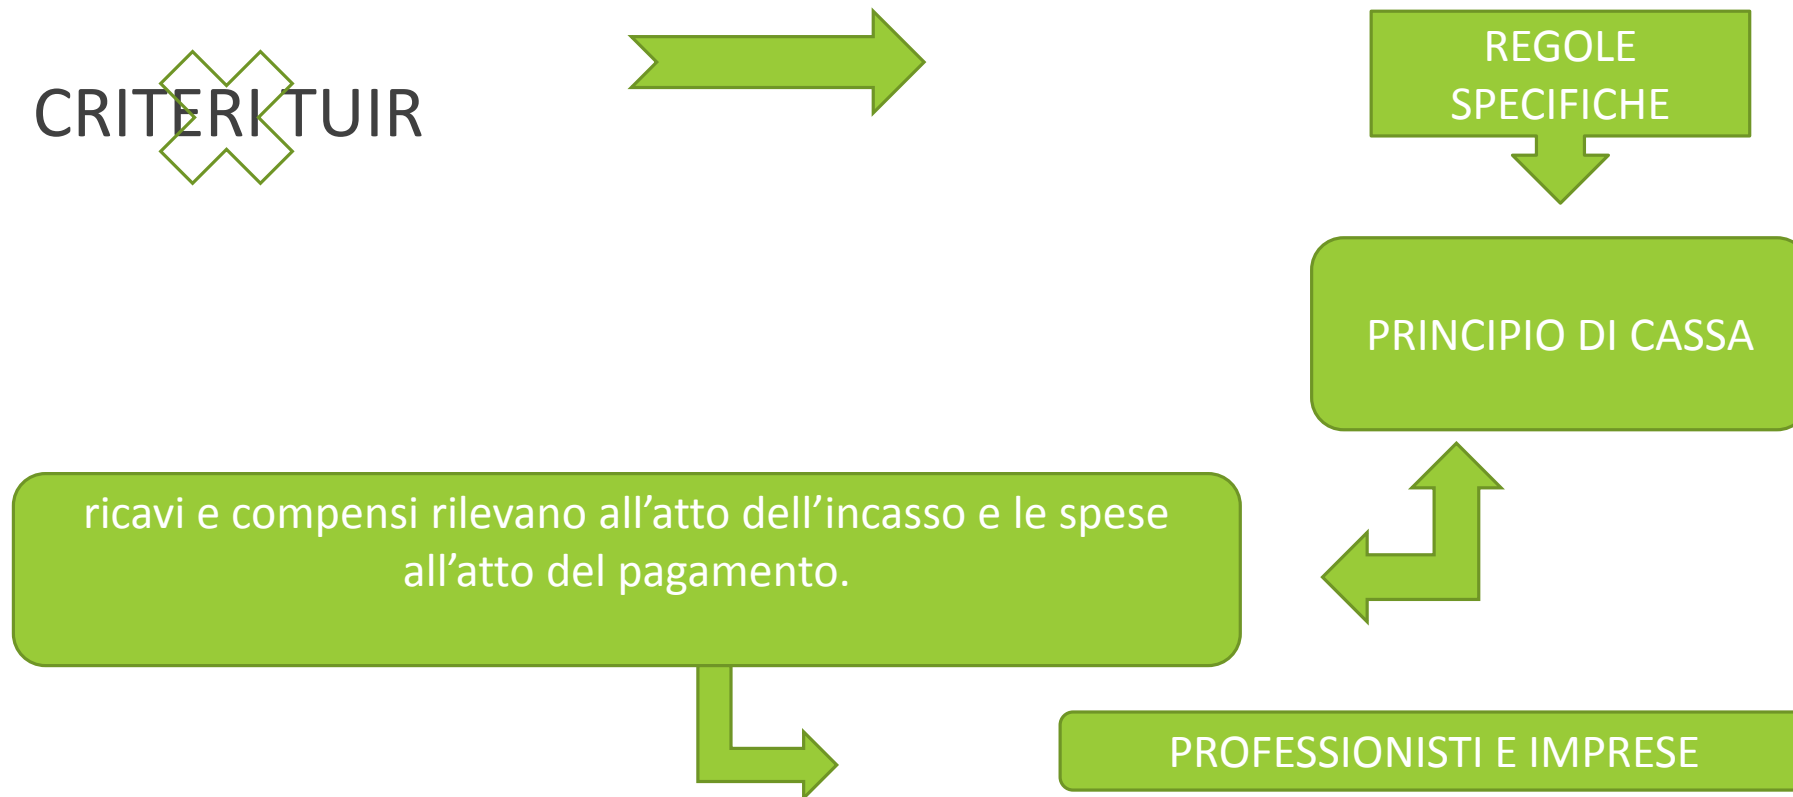 CRITERI TUIR
REGOLE
SPECIFICHE
PRINCIPIO DI CASSA
ricavi e compensi rilevano all’atto dell’incasso e le spese
all’atto del pagamento.
PROFESSIONISTI E IMPRESE